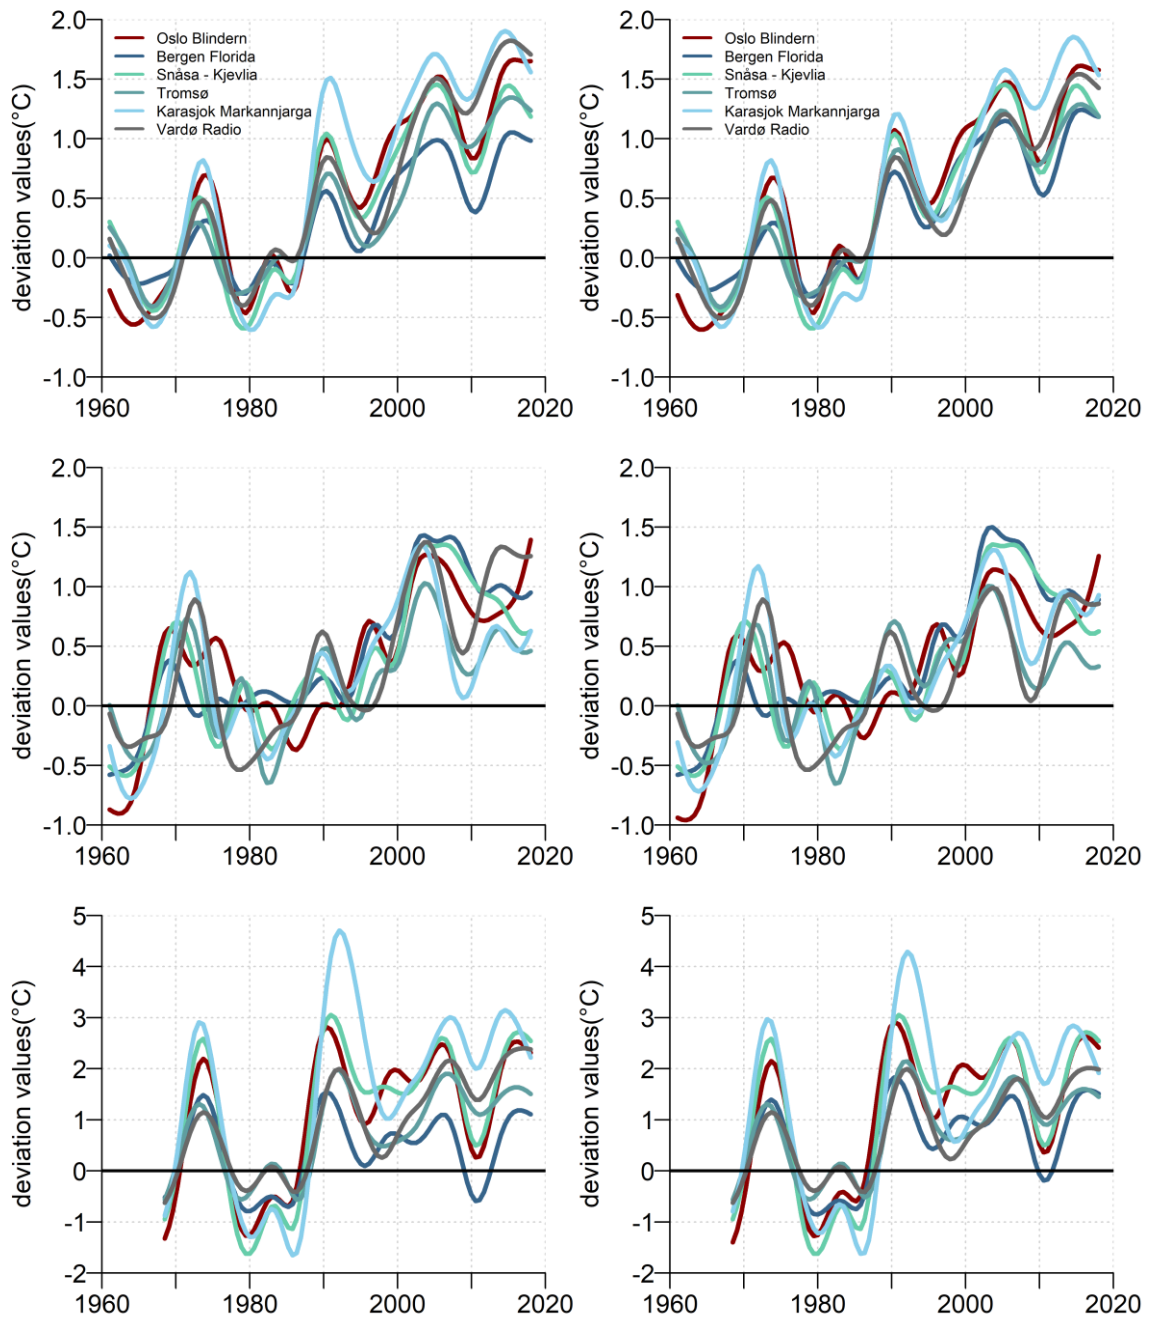 2.0
1.5
1.0
0.5
0.0
-0.5
-1.0
deviation values(°C)
Oslo Blindern
Bergen Florida
Snåsa - Kjevlia
Tromsø
Karasjok Markannjarga
Vardø Radio
1960 1980 2000 2020
2.0
1.5
1.0
0.5
0.0
-0.5
-1.0
deviation values(°C)
Oslo Blindern
Bergen Florida
Snåsa - Kjevlia
Tromsø
Karasjok Markannjarga
Vardø Radio
1960 1980 2000 2020
2.0
1.5
1.0
0.5
0.0
-0.5
-1.0
deviation values(°C)
1960 1980 2000 2020
2.0
1.5
1.0
0.5
0.0
-0.5
-1.0
deviation values(°C)
1960 1980 2000 2020
5
4
3
2
1
0
-1
-2
deviation values(°C)
1960 1980 2000 2020
5
4
3
2
1
0
-1
-2
deviation values(°C)
1960 1980 2000 2020